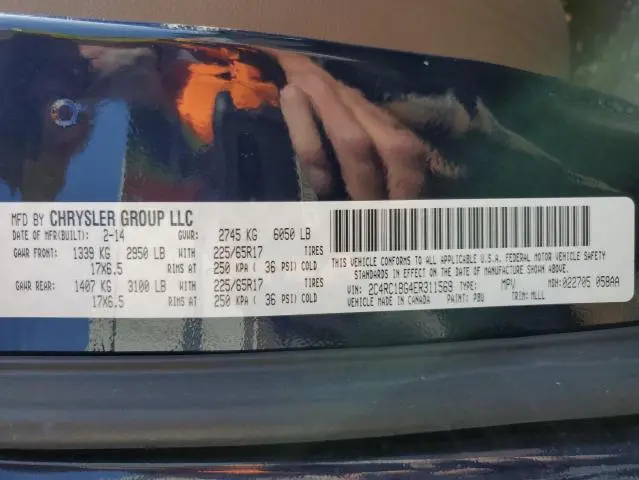 MFD BY CHRYSLER GROUP LLC
DATE OF MFR(BUILT): 2-14 GVWR: 2745 KG 6050 LB
GAWR FRONT: 1339 KG 2950 LB WITH 225/65R17 TIRES
17X6.5 RIMS AT 250 KPA ( 36 PSI) COLD
GAWR REAR: 1407 KG 3100 LB WITH 225/65R17 TIRES
17X6.5 RIMS AT 250 KPA ( 36 PSI) COLD
THIS VEHICLE CONFORMS TO ALL APPLICABLE U.S.A. FEDERAL MOTOR VEHICLE SAFETY
STANDARDS IN EFFECT ON THE DATE OF MANUFACTURE SHOWN ABOVE.
VIN: 2C4RC1BG4ER311569 TYPE: MPV MDH:022705 05BAA
VEHICLE MADE IN CANADA PAINT: PBU TRIM: MLLL